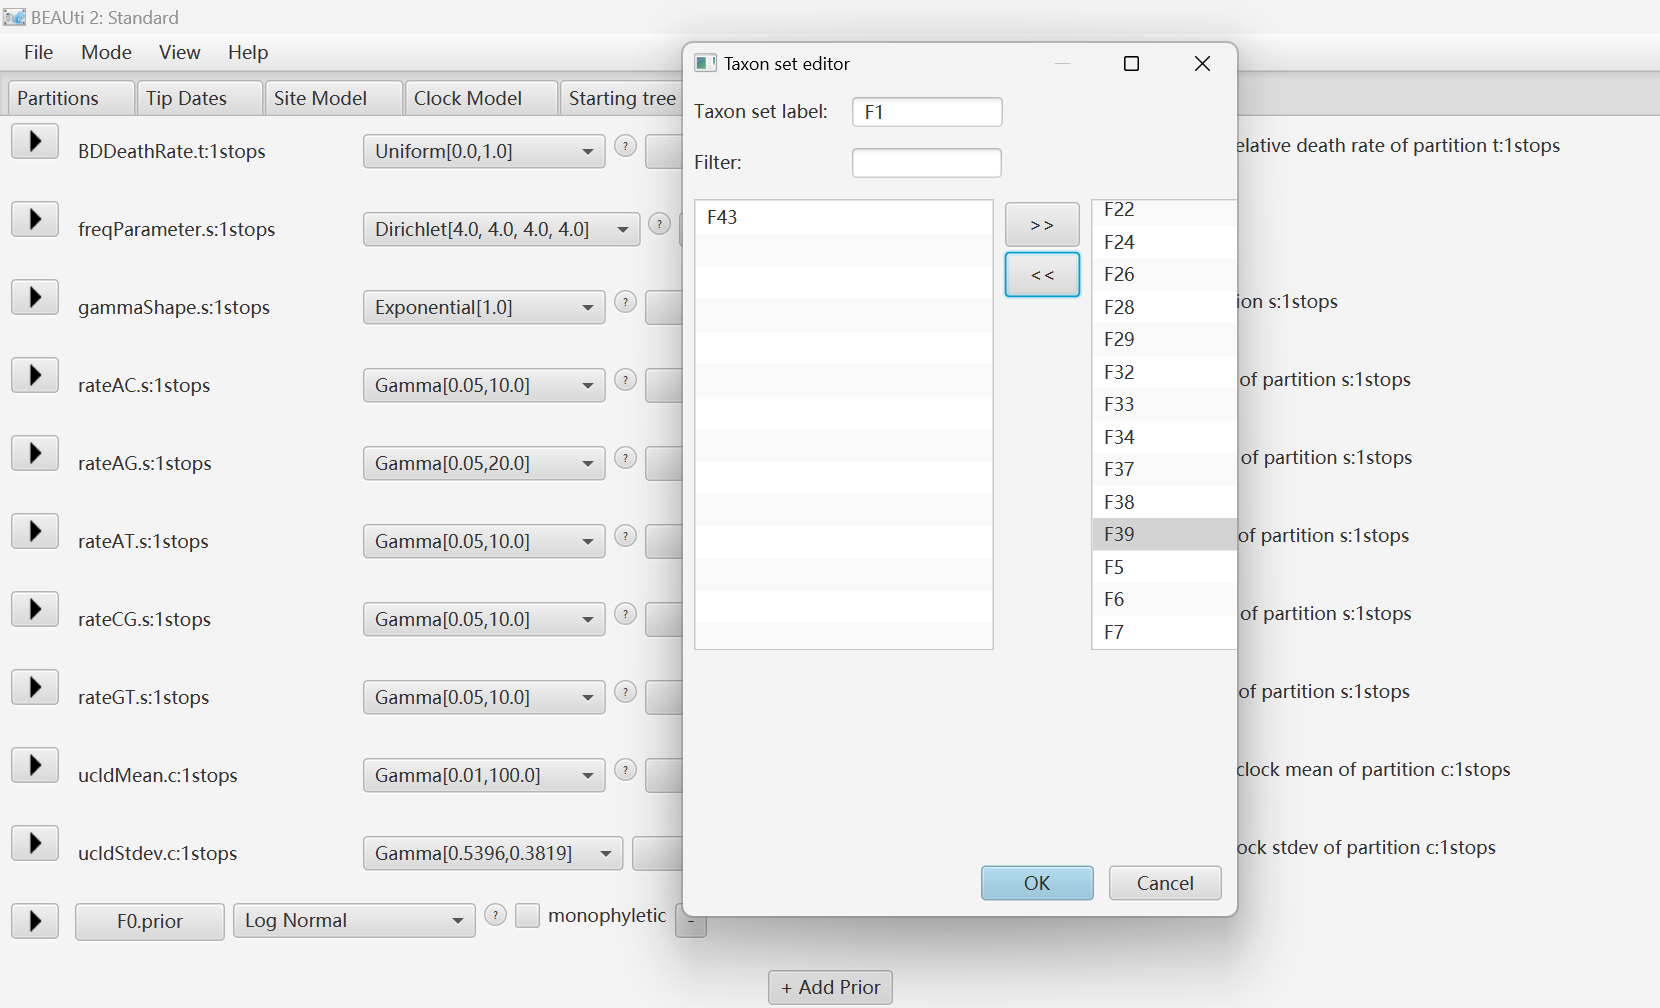 BEAUti 2: Standard
File Mode View Help
Partitions Tip Dates Site Model Clock Model Starting tree
BDDeathRate.t:1stops Uniform[0.0,1.0] ? elative death rate of partition t:1stops
freqParameter.s:1stops Dirichlet[4.0, 4.0, 4.0, 4.0] ?
gammaShape.s:1stops Exponential[1.0] ? ion s:1stops
rateAC.s:1stops Gamma[0.05,10.0] ? of partition s:1stops
rateAG.s:1stops Gamma[0.05,20.0] ? of partition s:1stops
rateAT.s:1stops Gamma[0.05,10.0] ? of partition s:1stops
rateCG.s:1stops Gamma[0.05,10.0] ? of partition s:1stops
rateGT.s:1stops Gamma[0.05,10.0] ? of partition s:1stops
ucldMean.c:1stops Gamma[0.01,100.0] ? clock mean of partition c:1stops
ucldStdev.c:1stops Gamma[0.5396,0.3819] ock stdev of partition c:1stops
F0.prior Log Normal ? monophyletic -
+ Add Prior
Taxon set editor
Taxon set label: F1
Filter:
F43
>>
<<
F22
F24
F26
F28
F29
F32
F33
F34
F37
F38
F39
F5
F6
F7
OK Cancel